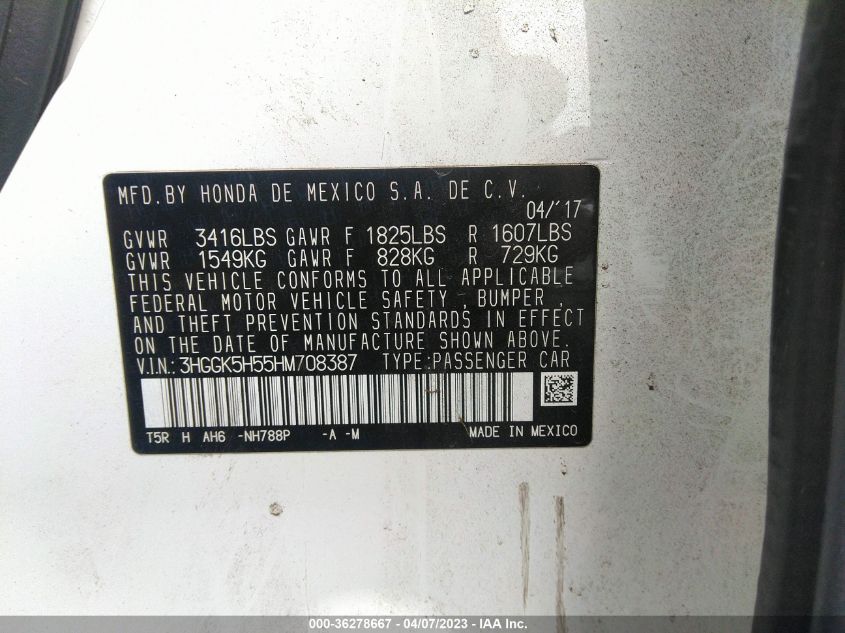 MFD.BY HONDA DE MEXICO S.A. DE C.V.
04/'17
GVWR 3416LBS GAWR F 1825LBS R 1607LBS
GVWR 1549KG GAWR F 828KG R 729KG
THIS VEHICLE CONFORMS TO ALL APPLICABLE
FEDERAL MOTOR VEHICLE SAFETY , BUMPER ,
AND THEFT PREVENTION STANDARDS IN EFFECT
ON THE DATE OF MANUFACTURE SHOWN ABOVE.
V.I.N.: 3HGGK5H55HM708387 TYPE:PASSENGER CAR
T5R H AH6 -NH788P -A -M MADE IN MEXICO
000-36278667 - 04/07/2023 - IAA Inc.